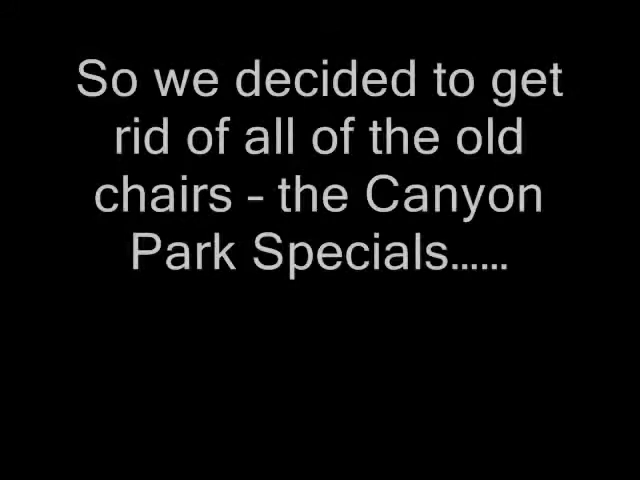 So we decided to get
rid of all of the old
chairs – the Canyon
Park Specials......